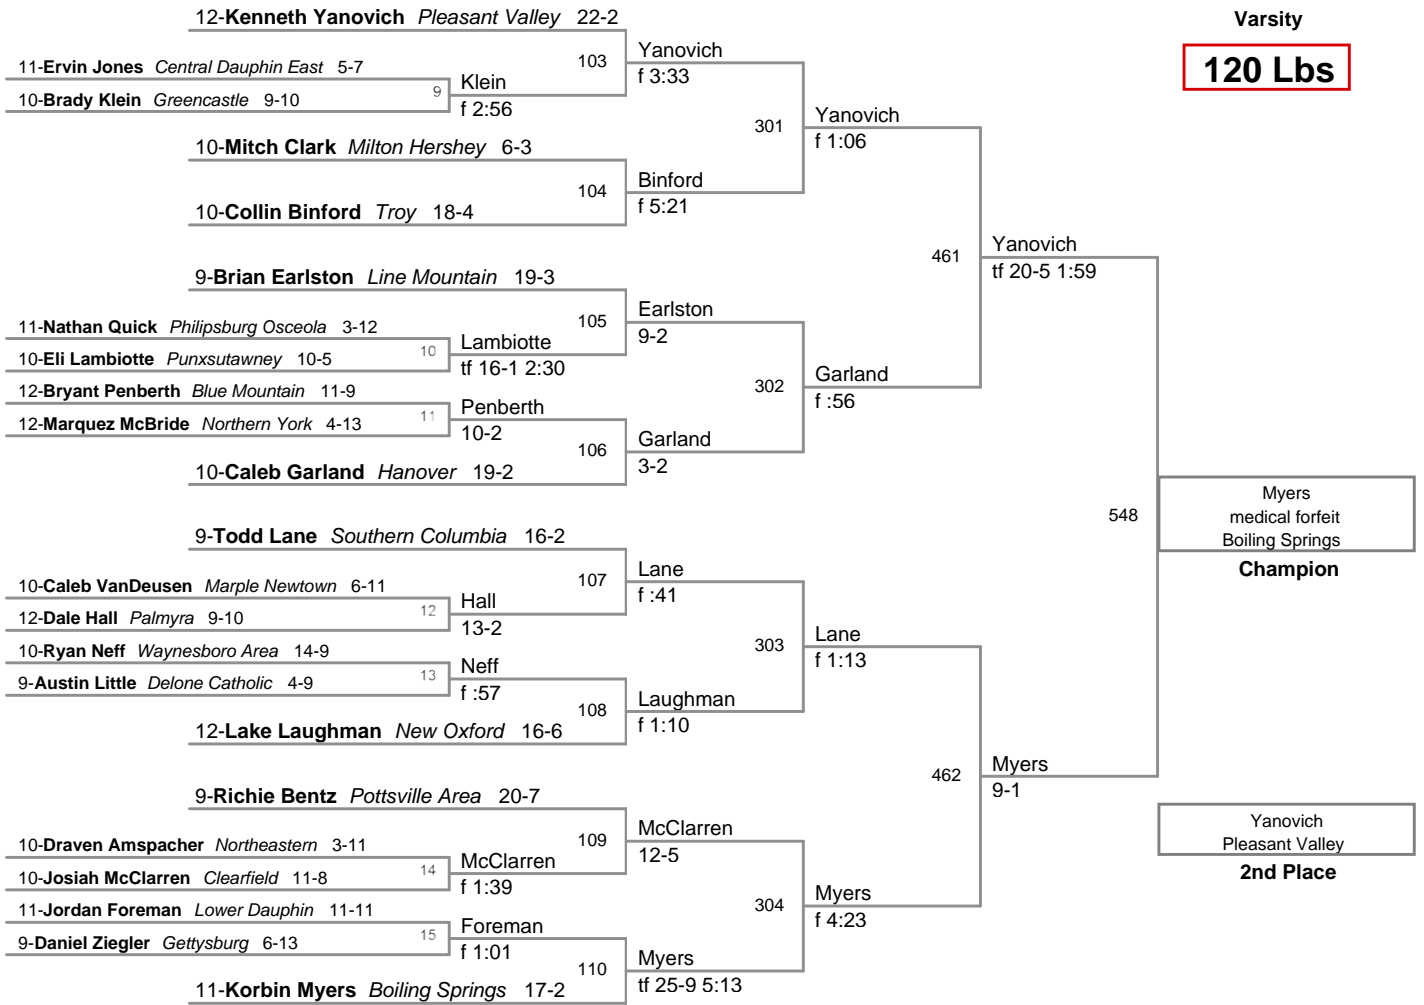 12-Kenneth Yanovich Pleasant Valley 22-2
Varsity
120 Lbs
103
Yanovich
f 3:33
11-Ervin Jones Central Dauphin East 5-7
9
Klein
f 2:56
10-Brady Klein Greencastle 9-10
301
Yanovich
f 1:06
10-Mitch Clark Milton Hershey 6-3
104
Binford
f 5:21
10-Collin Binford Troy 18-4
461
Yanovich
tf 20-5 1:59
9-Brian Earlston Line Mountain 19-3
105
Earlston
9-2
11-Nathan Quick Philipsburg Osceola 3-12
10
Lambiotte
tf 16-1 2:30
10-Eli Lambiotte Punxsutawney 10-5
302
Garland
f :56
12-Bryant Penberth Blue Mountain 11-9
11
Penberth
10-2
12-Marquez McBride Northern York 4-13
106
Garland
3-2
10-Caleb Garland Hanover 19-2
548
Myers
medical forfeit
Boiling Springs
Champion
9-Todd Lane Southern Columbia 16-2
107
Lane
f :41
10-Caleb VanDeusen Marple Newtown 6-11
12
Hall
13-2
12-Dale Hall Palmyra 9-10
303
Lane
f 1:13
10-Ryan Neff Waynesboro Area 14-9
13
Neff
f :57
9-Austin Little Delone Catholic 4-9
108
Laughman
f 1:10
12-Lake Laughman New Oxford 16-6
462
Myers
9-1
9-Richie Bentz Pottsville Area 20-7
109
McClarren
12-5
Yanovich
Pleasant Valley
2nd Place
10-Draven Amspacher Northeastern 3-11
14
McClarren
f 1:39
10-Josiah McClarren Clearfield 11-8
304
Myers
f 4:23
11-Jordan Foreman Lower Dauphin 11-11
15
Foreman
f 1:01
9-Daniel Ziegler Gettysburg 6-13
110
Myers
tf 25-9 5:13
11-Korbin Myers Boiling Springs 17-2